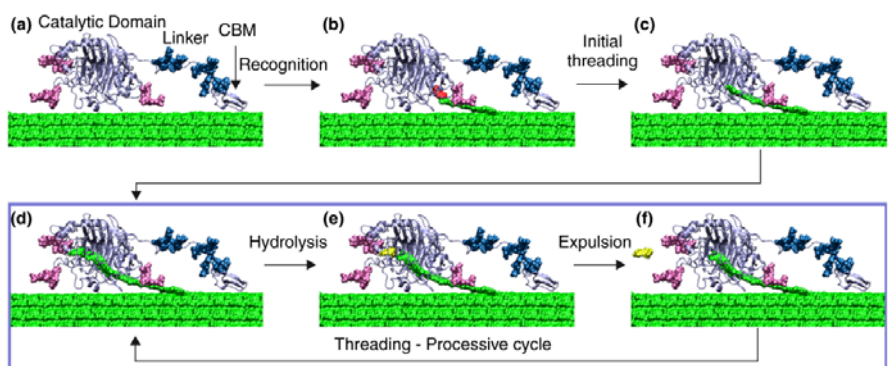 (a) Catalytic Domain
Linker
CBM
Recognition
(b)
Initial
threading
(c)
(d)
Hydrolysis
(e)
Expulsion
(f)
Threading - Processive cycle